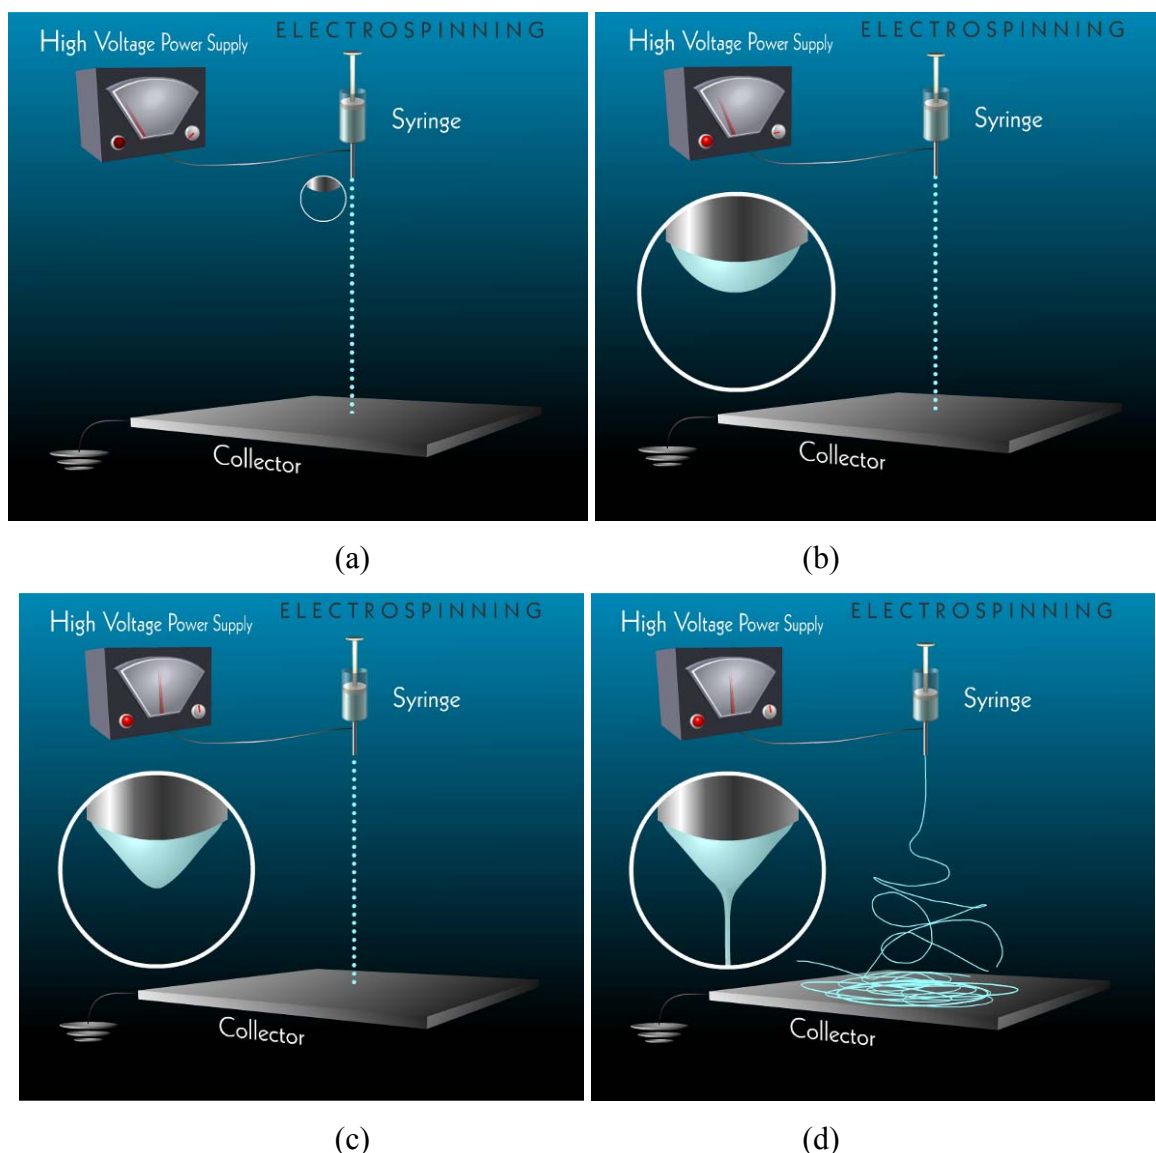 ELECTROSPINNING
High Voltage Power Supply
Syringe
Collector
(a)
ELECTROSPINNING
High Voltage Power Supply
Syringe
Collector
(b)
ELECTROSPINNING
High Voltage Power Supply
Syringe
Collector
(c)
ELECTROSPINNING
High Voltage Power Supply
Syringe
Collector
(d)